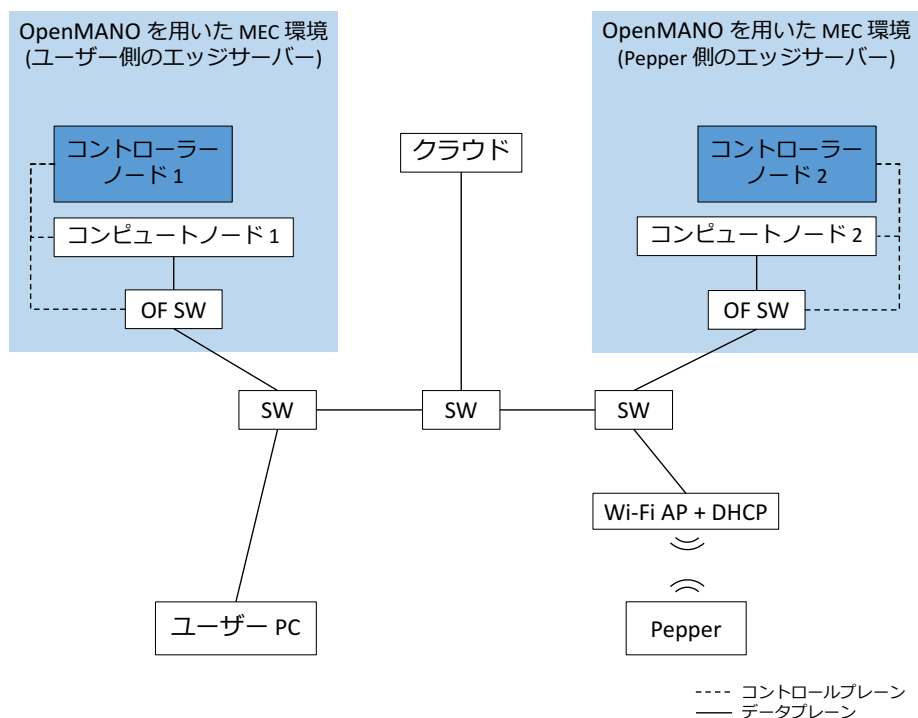 OpenMANO を用いた MEC 環境
(ユーザー側のエッジサーバー)
OpenMANO を用いた MEC 環境
(Pepper 側のエッジサーバー)
コントローラー
ノード 1
クラウド
コントローラー
ノード 2
コンピュートノード 1
コンピュートノード 2
OF SW
OF SW
SW
SW
SW
Wi-Fi AP + DHCP
ユーザー PC
Pepper
コントロールプレーン
データプレーン